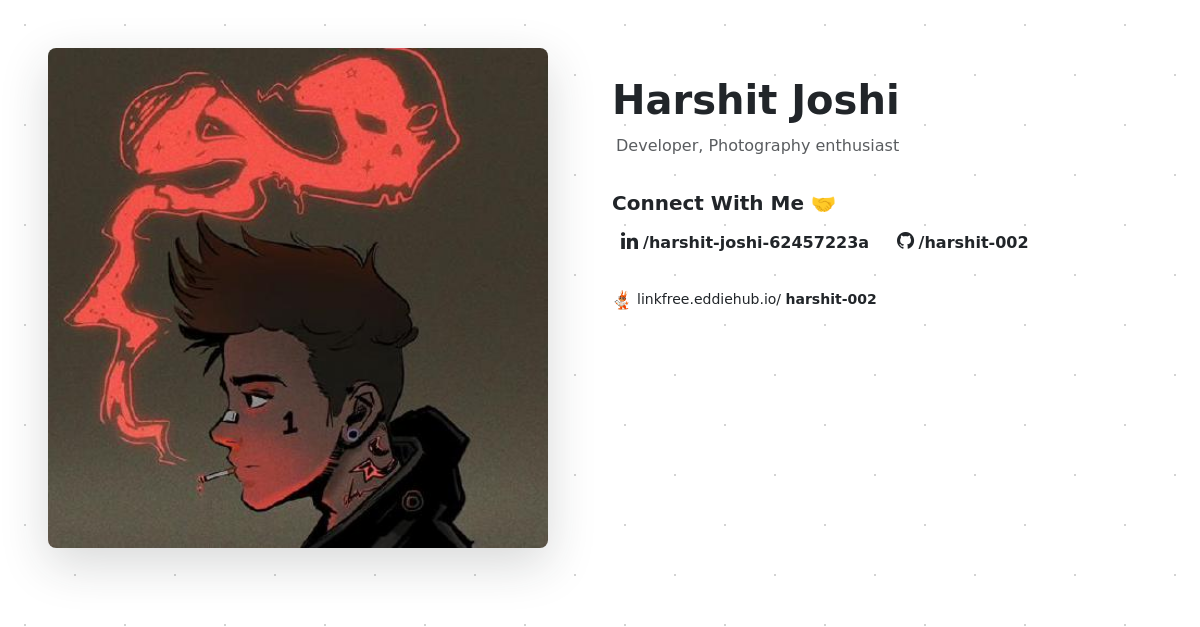 Harshit Joshi
Developer, Photography enthusiast
Connect With Me 🤝
/harshit-joshi-62457223a /harshit-002
linkfree.eddiehub.io/ harshit-002
1